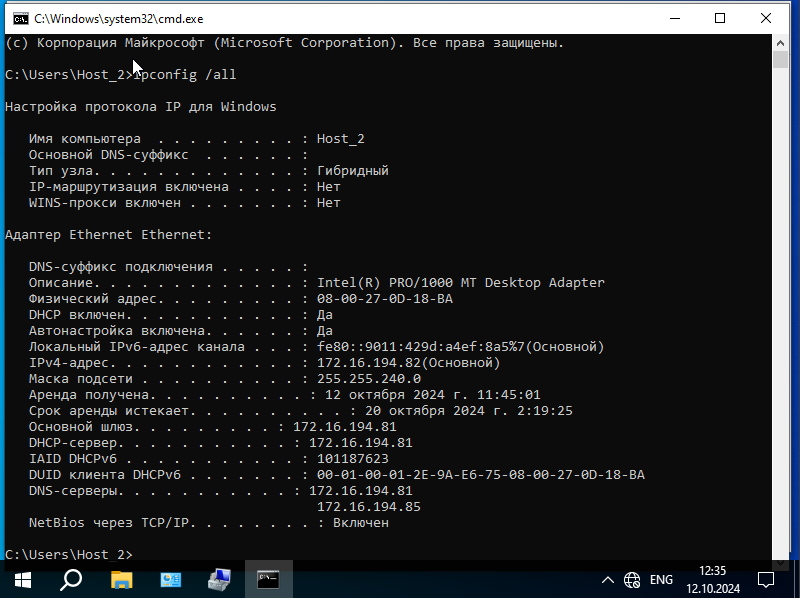 C:\Windows\system32\cmd.exe
(c) Корпорация Майкрософт (Microsoft Corporation). Все права защищены.
C:\Users\Host_2>ipconfig /all
Настройка протокола IP для Windows
Имя компьютера . . . . . . . . . : Host_2
Основной DNS-суффикс . . . . . . :
Тип узла. . . . . . . . . . . . . : Гибридный
IP-маршрутизация включена . . . . : Нет
WINS-прокси включен . . . . . . . : Нет
Адаптер Ethernet Ethernet:
DNS-суффикс подключения . . . . . :
Описание. . . . . . . . . . . . . : Intel(R) PRO/1000 MT Desktop Adapter
Физический адрес. . . . . . . . . : 08-00-27-0D-18-BA
DHCP включен. . . . . . . . . . . : Да
Автонастройка включена. . . . . . : Да
Локальный IPv6-адрес канала . . . : fe80::9011:429d:a4ef:8a5%7(Основной)
IPv4-адрес. . . . . . . . . . . . : 172.16.194.82(Основной)
Маска подсети . . . . . . . . . . : 255.255.240.0
Аренда получена. . . . . . . . . . : 12 октября 2024 г. 11:45:01
Срок аренды истекает. . . . . . . . . . : 20 октября 2024 г. 2:19:25
Основной шлюз. . . . . . . . . : 172.16.194.81
DHCP-сервер. . . . . . . . . . . : 172.16.194.81
IAID DHCPv6 . . . . . . . . . . . : 101187623
DUID клиента DHCPv6 . . . . . . . : 00-01-00-01-2E-9A-E6-75-08-00-27-0D-18-BA
DNS-серверы. . . . . . . . . . . : 172.16.194.81
172.16.194.85
NetBios через TCP/IP. . . . . . . . : Включен
C:\Users\Host_2>
ENG
12:35
12.10.2024